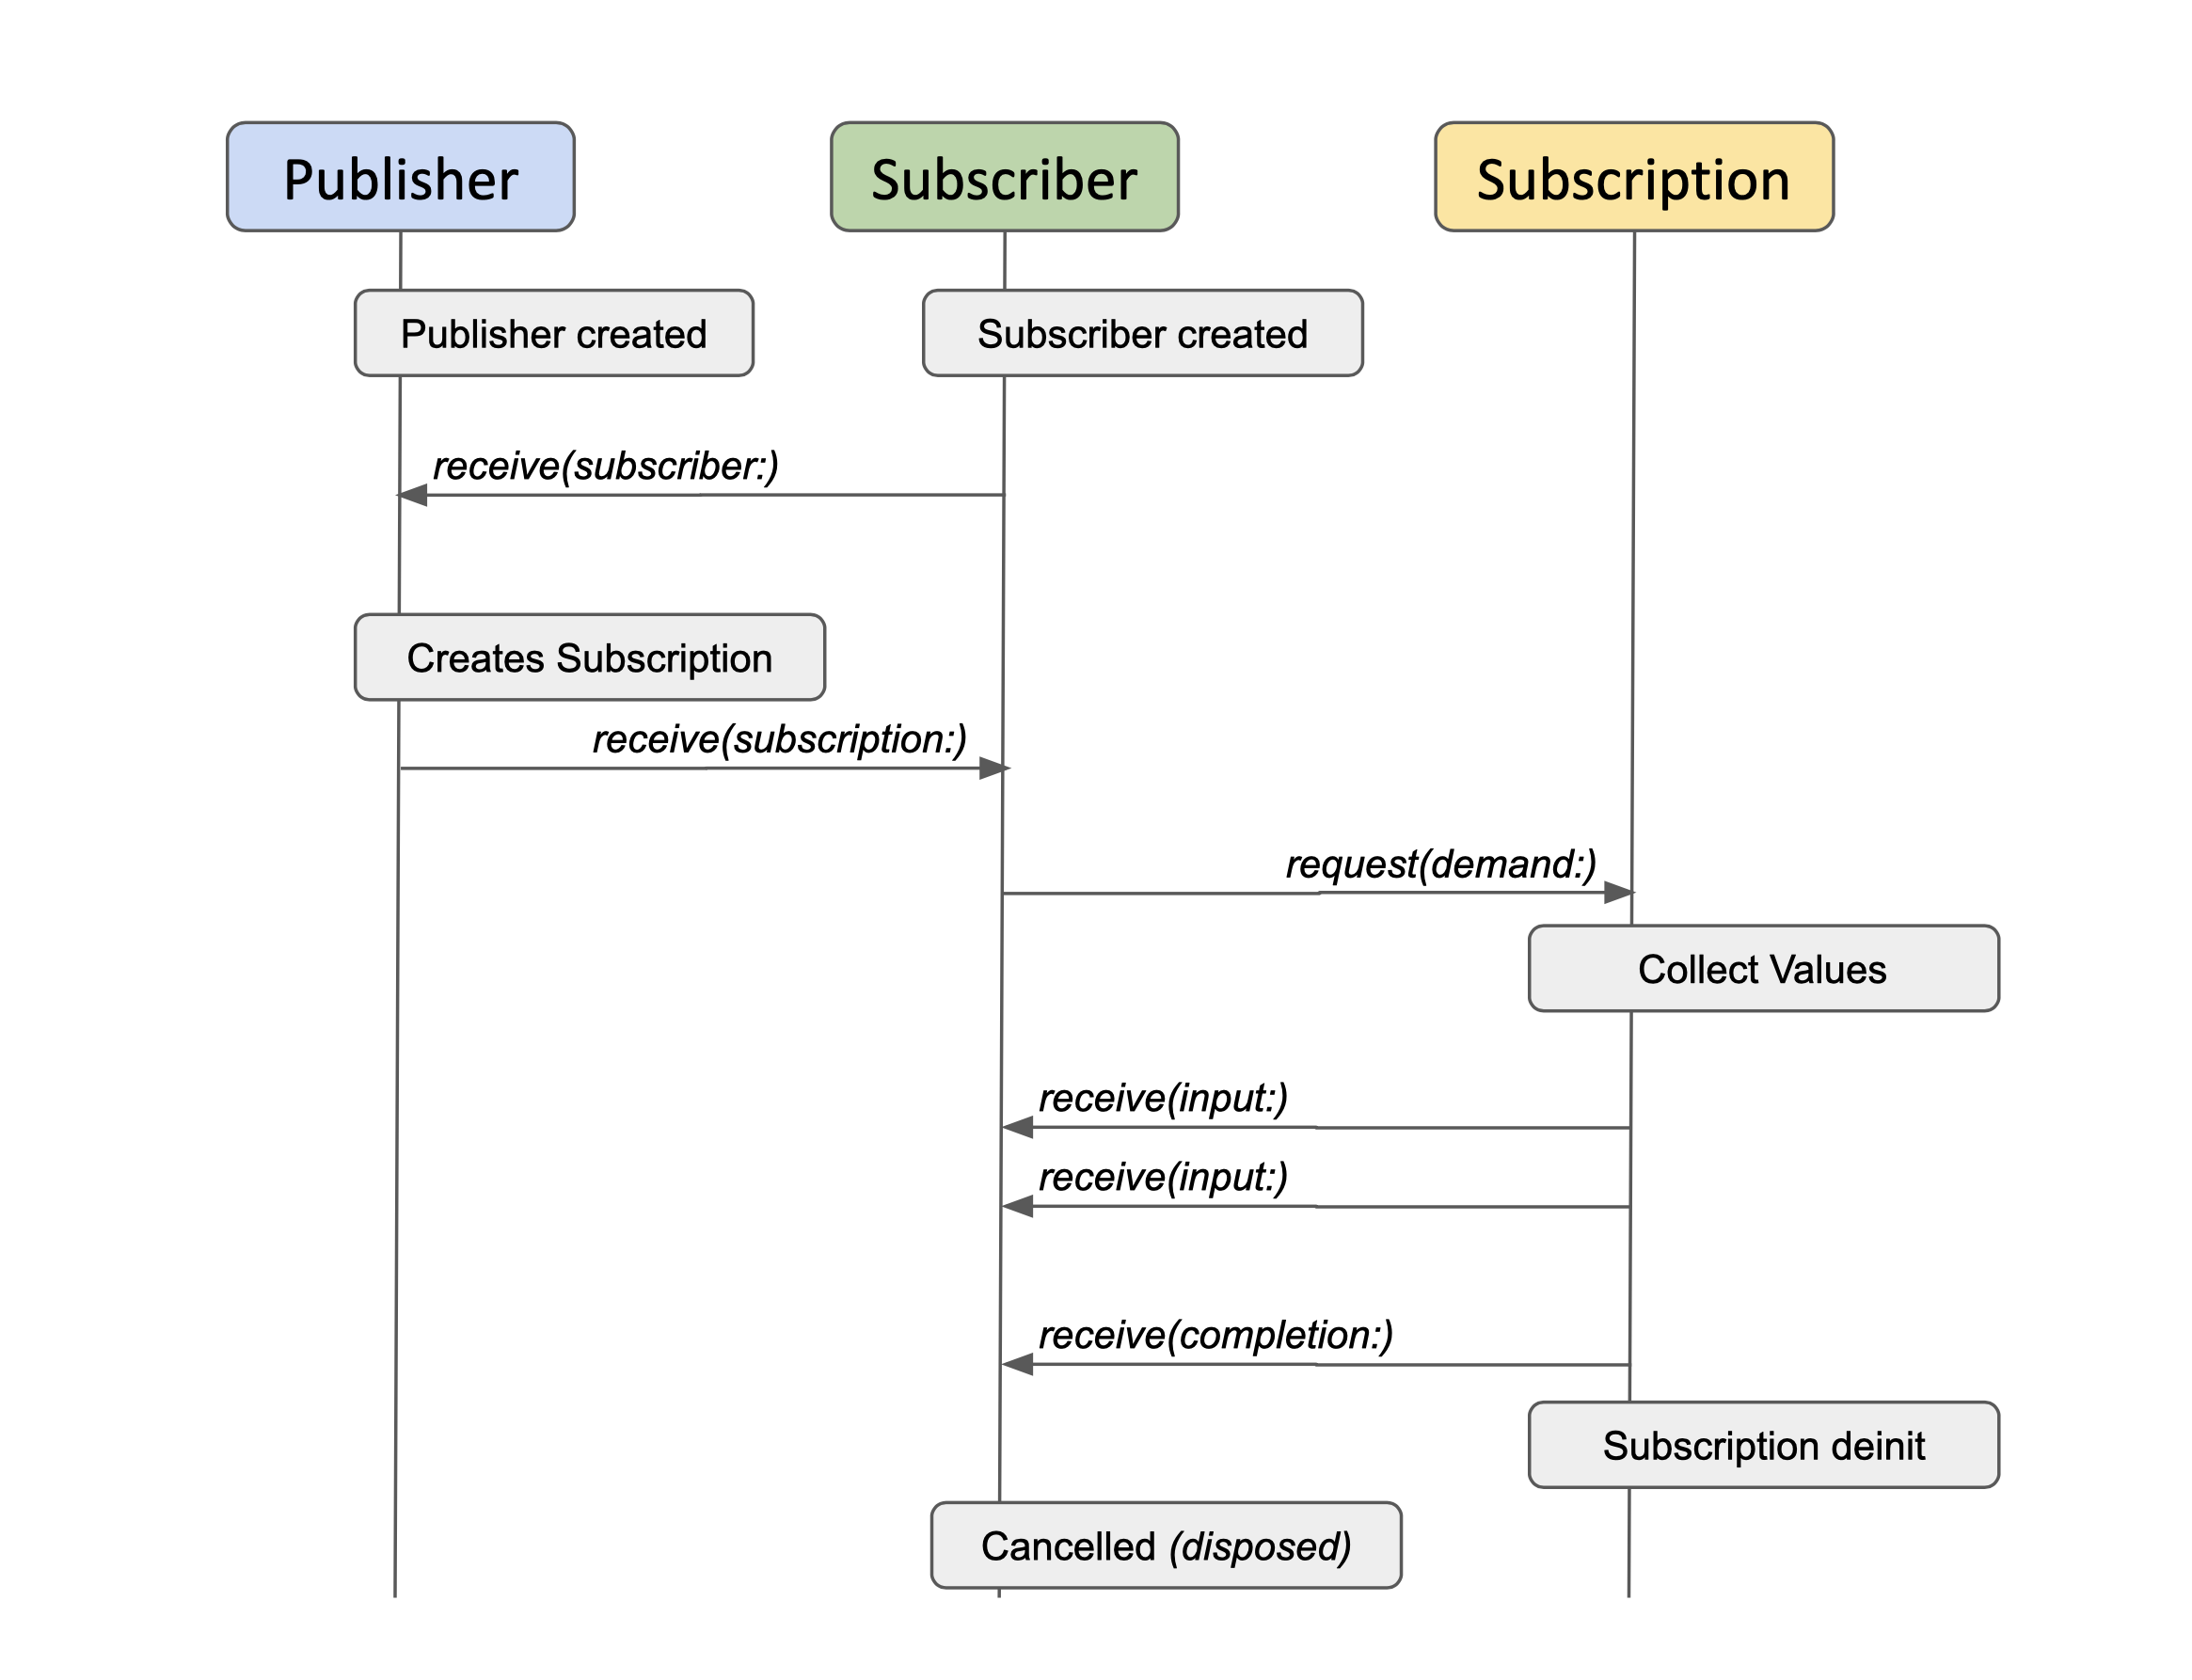 Publisher
Subscriber
Subscription
Publisher created
Subscriber created
receive(subscriber:)
Creates Subscription
receive(subscription:)
request(demand:)
Collect Values
receive(input:)
receive(input:)
receive(completion:)
Subscription deinit
Cancelled (disposed)